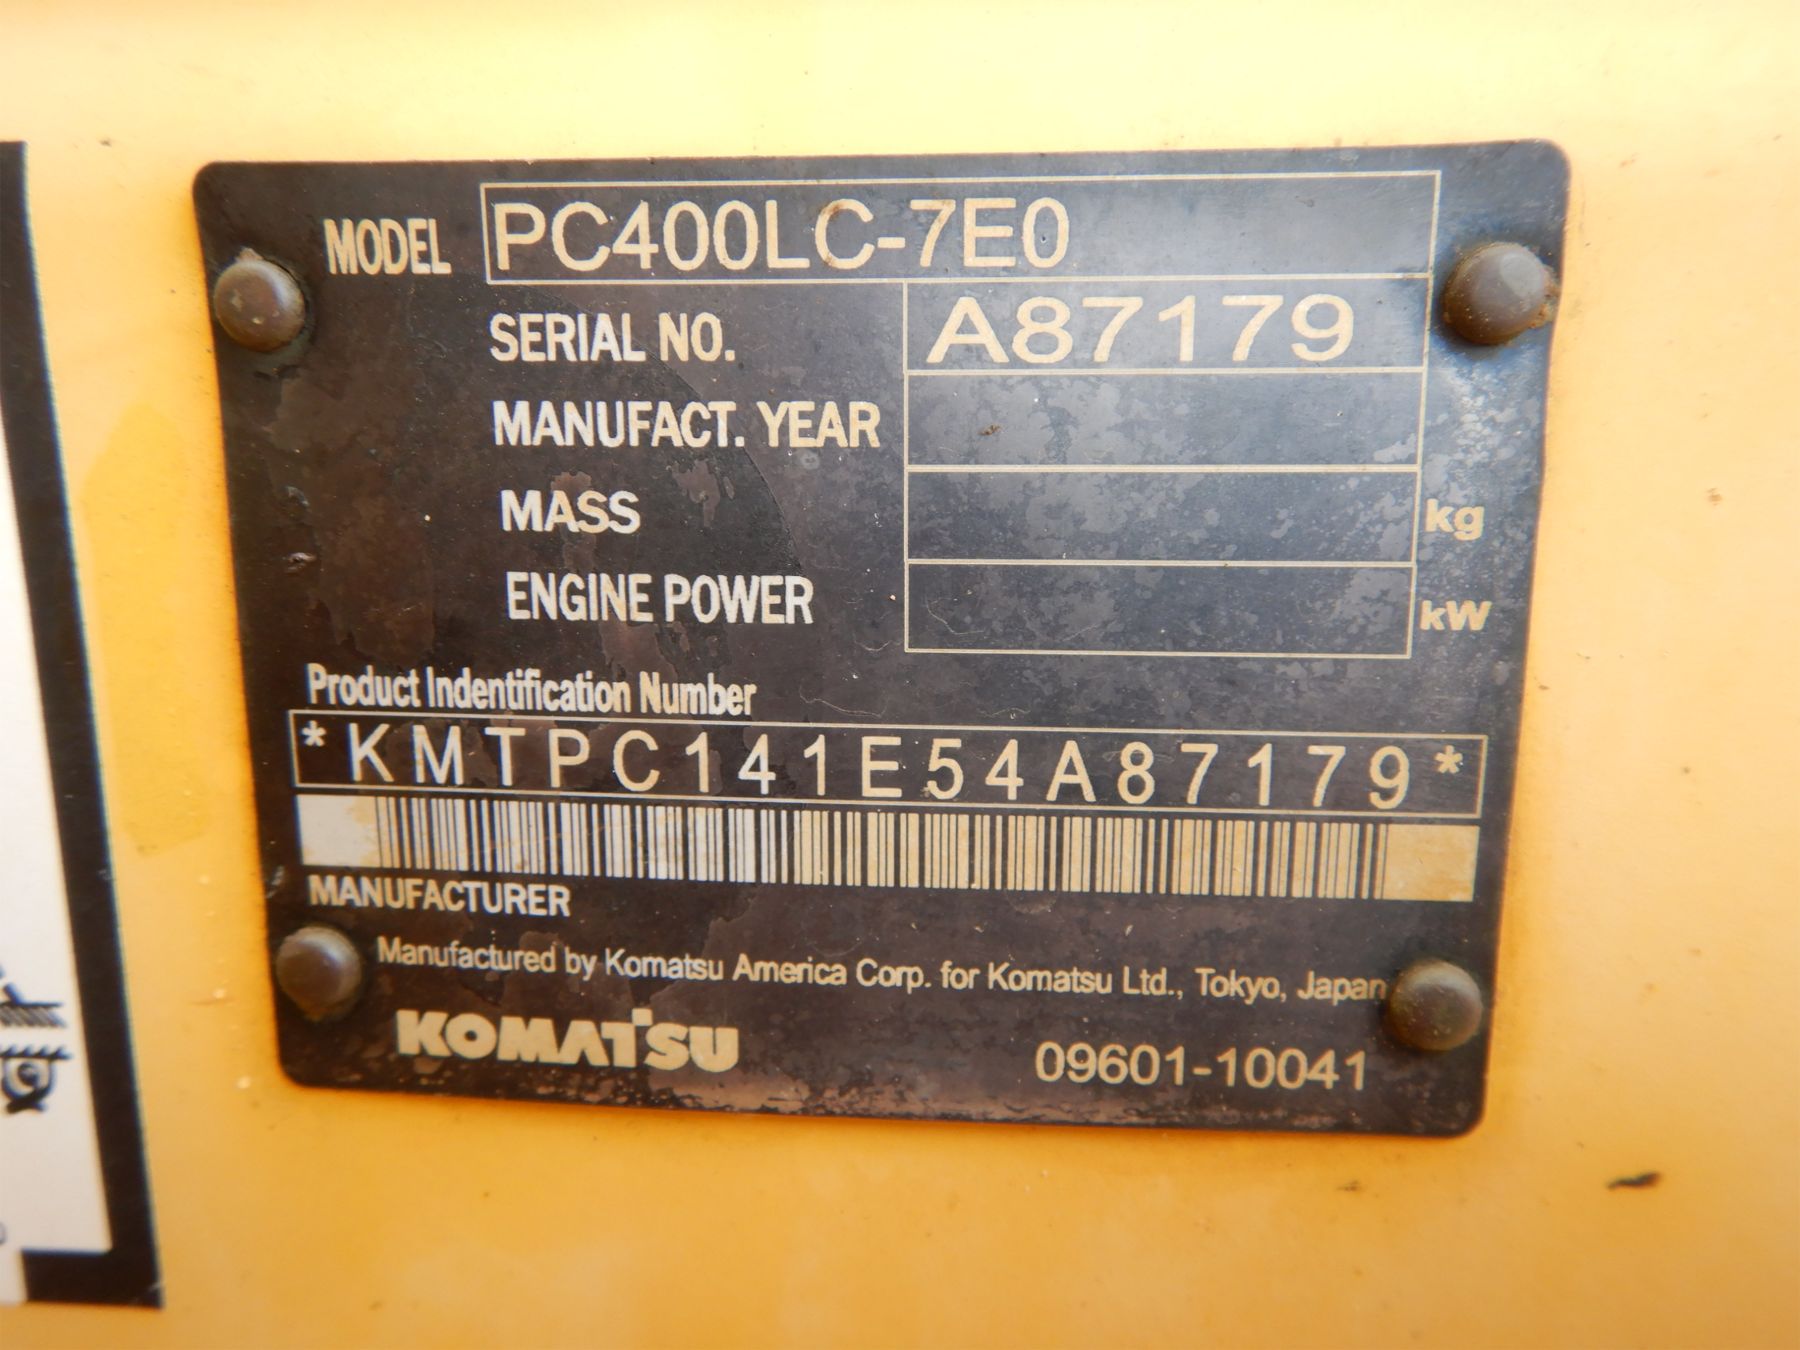 MODEL PC400LC-7E0
SERIAL NO. A87179
MANUFACT. YEAR
MASS kg
ENGINE POWER kW
Product Indentification Number
*KMTPC141E54A87179*
MANUFACTURER
Manufactured by Komatsu America Corp. for Komatsu Ltd., Tokyo, Japan
KOMATSU 09601-10041